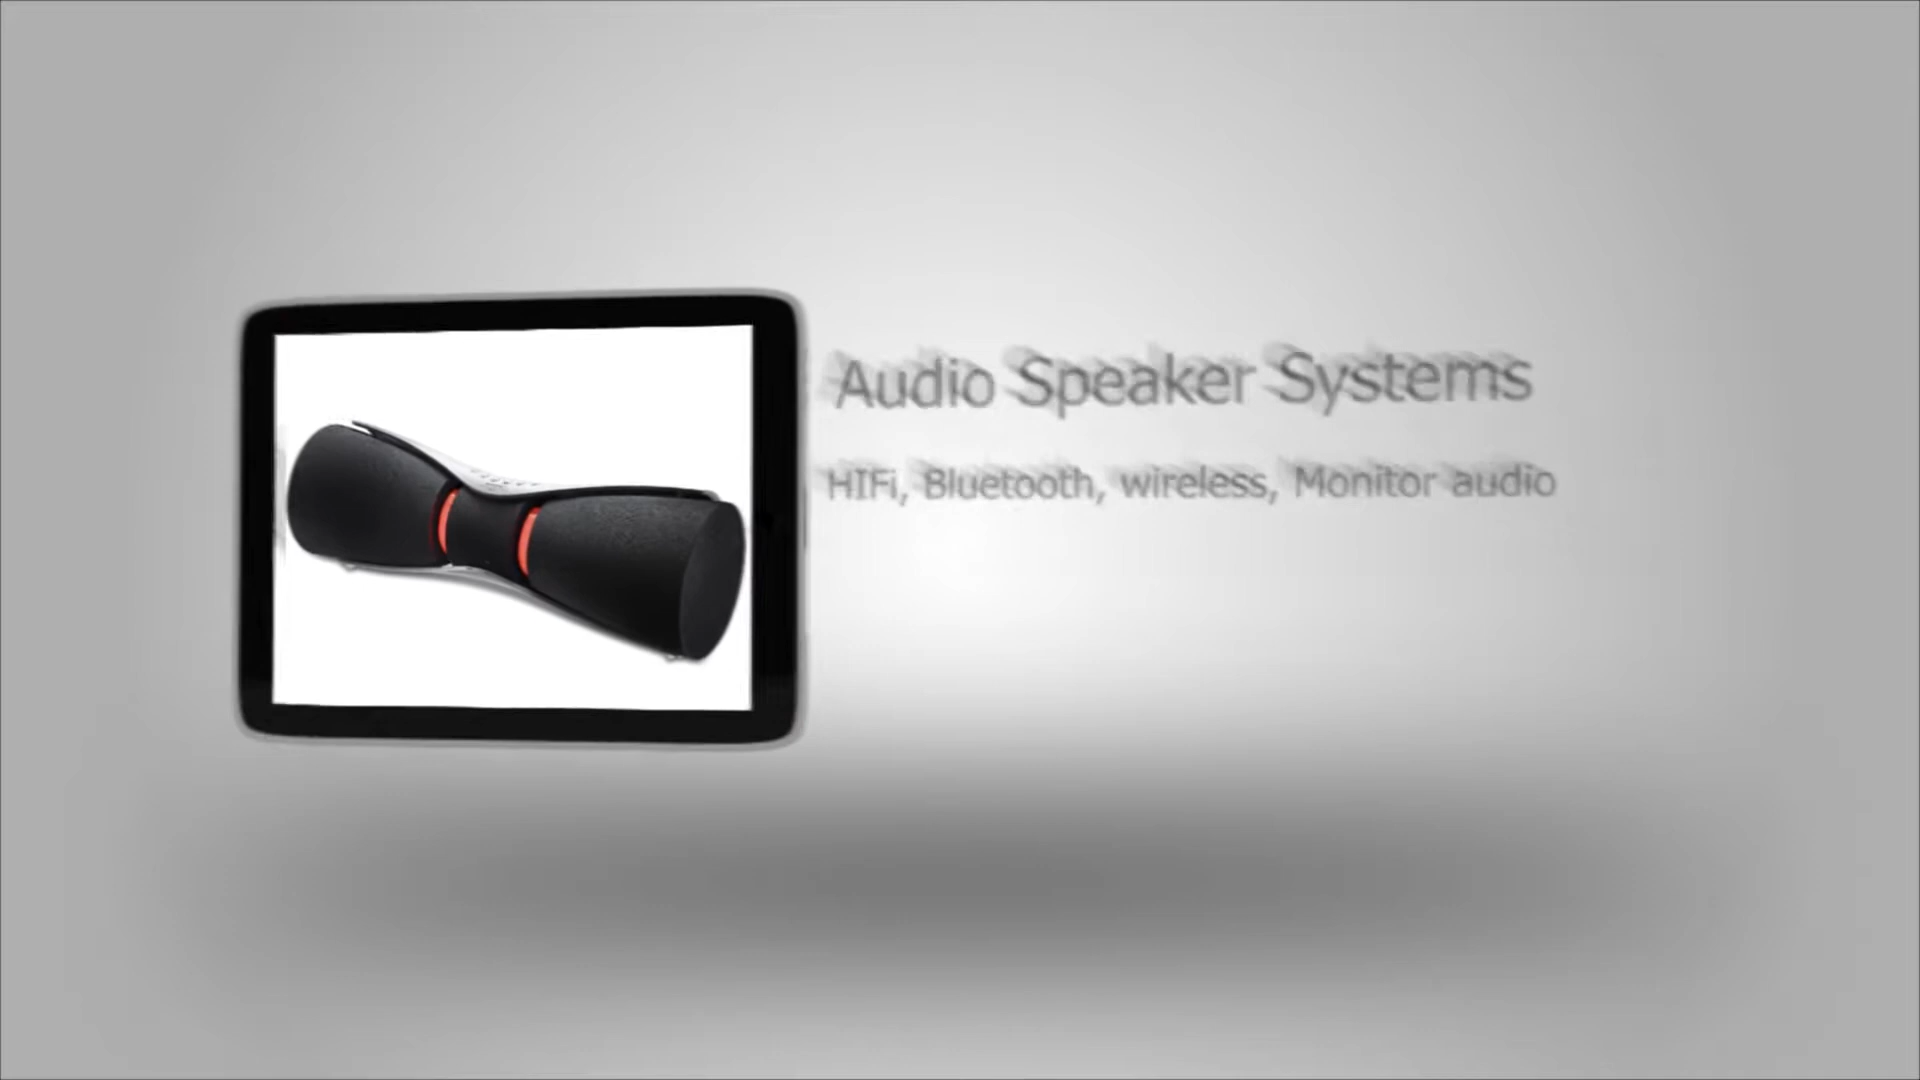 Audio Speaker Systems
HIFi, Bluetooth, wireless, Monitor audio